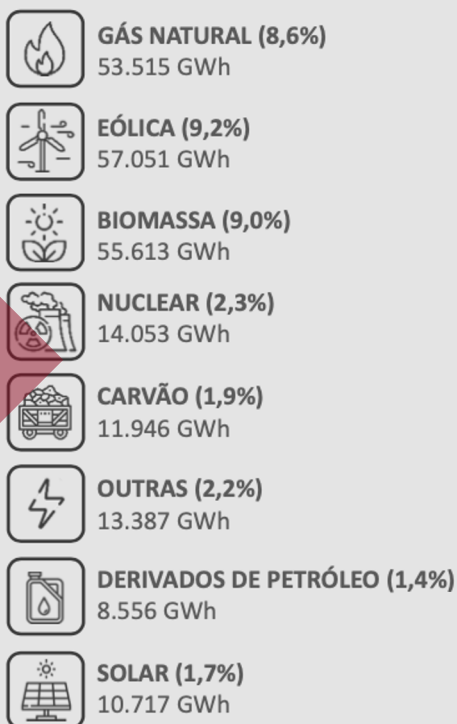 GÁS NATURAL (8,6%)
53.515 GWh
EÓLICA (9,2%)
57.051 GWh
BIOMASSA (9,0%)
55.613 GWh
NUCLEAR (2,3%)
14.053 GWh
CARVÃO (1,9%)
11.946 GWh
OUTRAS (2,2%)
13.387 GWh
DERIVADOS DE PETRÓLEO (1,4%)
8.556 GWh
SOLAR (1,7%)
10.717 GWh